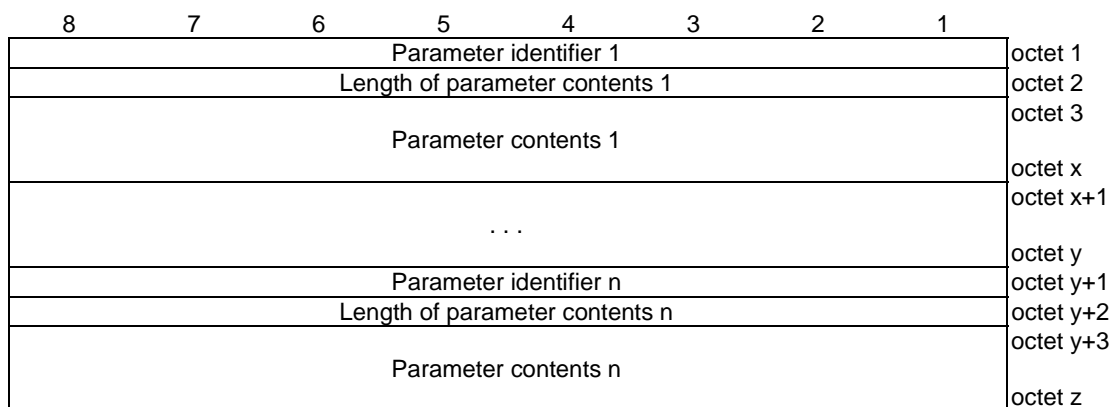 8 7 6 5 4 3 2 1
Parameter identifier 1 octet 1
Length of parameter contents 1 octet 2
octet 3
Parameter contents 1
octet x
octet x+1
. . .
octet y
Parameter identifier n octet y+1
Length of parameter contents n octet y+2
octet y+3
Parameter contents n
octet z